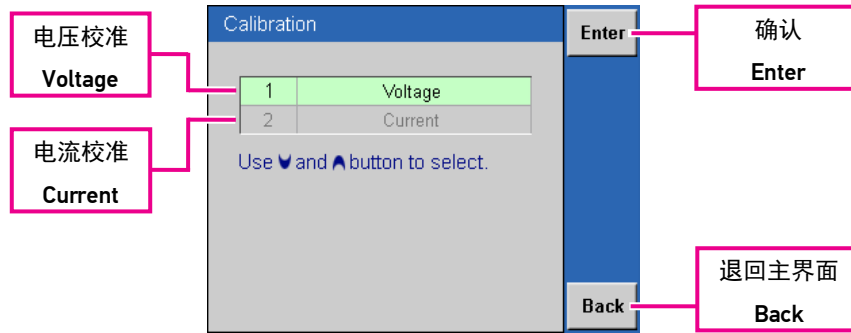 电压校准
Voltage
电流校准
Current
Calibration
1 Voltage
2 Current
Use and button to select.
Enter
Back
确认
Enter
退回主界面
Back